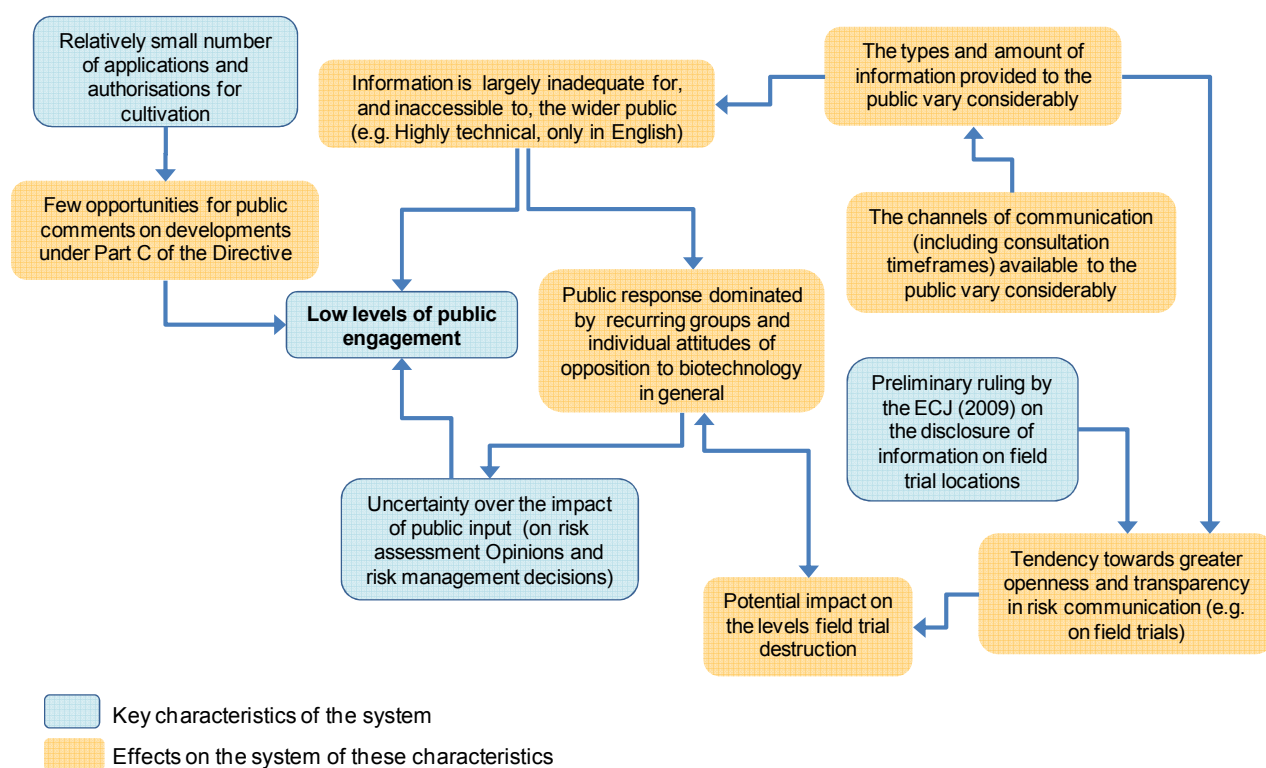 Relatively small number
of applications and
authorisations for
cultivation
Information is largely inadequate for,
and inaccessible to, the wider public
(e.g. Highly technical, only in English)
The types and amount of
information provided to the
public vary considerably
Few opportunities for public
comments on developments
under Part C of the Directive
The channels of communication
(including consultation
timeframes) available to the
public vary considerably
Low levels of public
engagement
Public response dominated
by recurring groups and
individual attitudes of
opposition to biotechnology
in general
Preliminary ruling by
the ECJ (2009) on
the disclosure of
information on field
trial locations
Uncertainty over the impact
of public input (on risk
assessment Opinions and
risk management decisions)
Potential impact on
the levels field trial
destruction
Tendency towards greater
openness and transparency
in risk communication (e.g.
on field trials)
Key characteristics of the system
Effects on the system of these characteristics